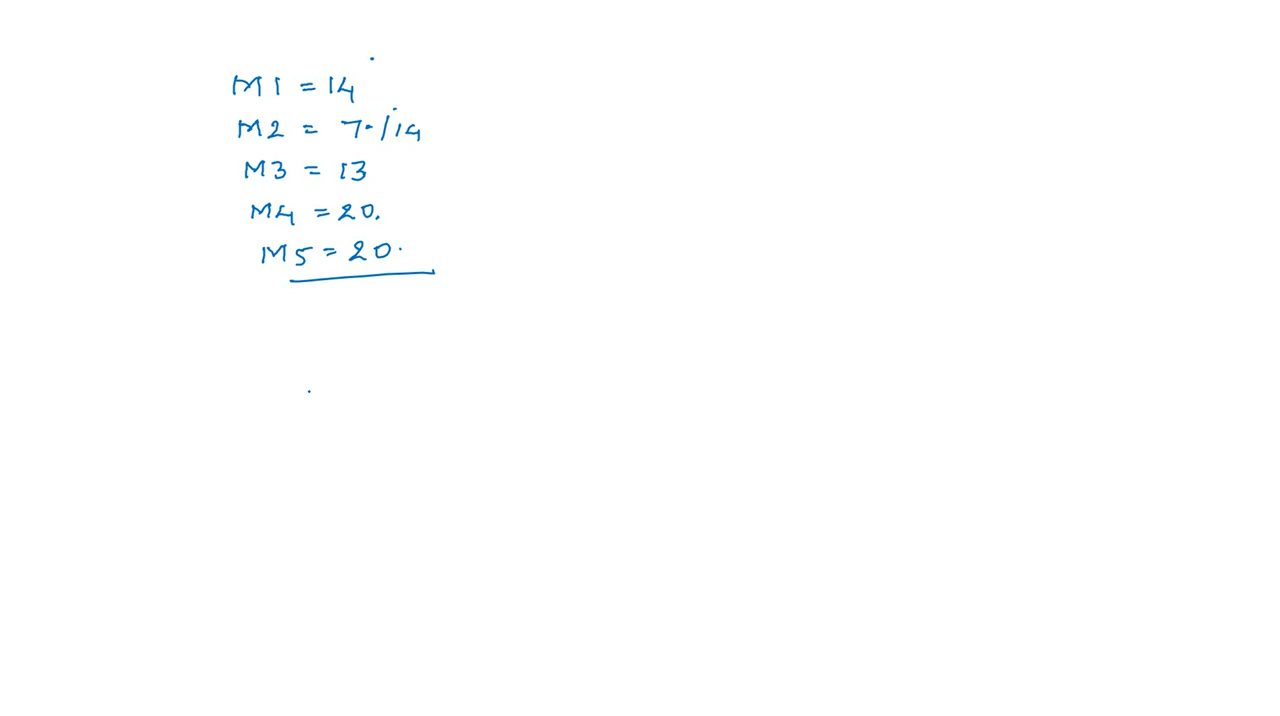 M1 = 14
M2 = 7./14
M3 = 13
M4 = 20.
M5 = 20.